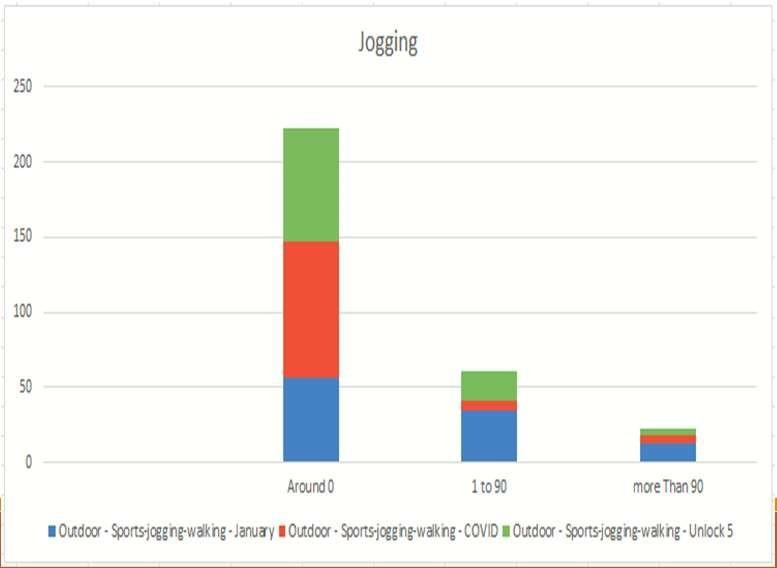 Jogging
250
200
150
100
50
0
Around 0 1 to 90 more Than 90
Outdoor - Sports-jogging-walking - January Outdoor - Sports-jogging-walking - COVID Outdoor - Sports-jogging-walking - Unlock 5